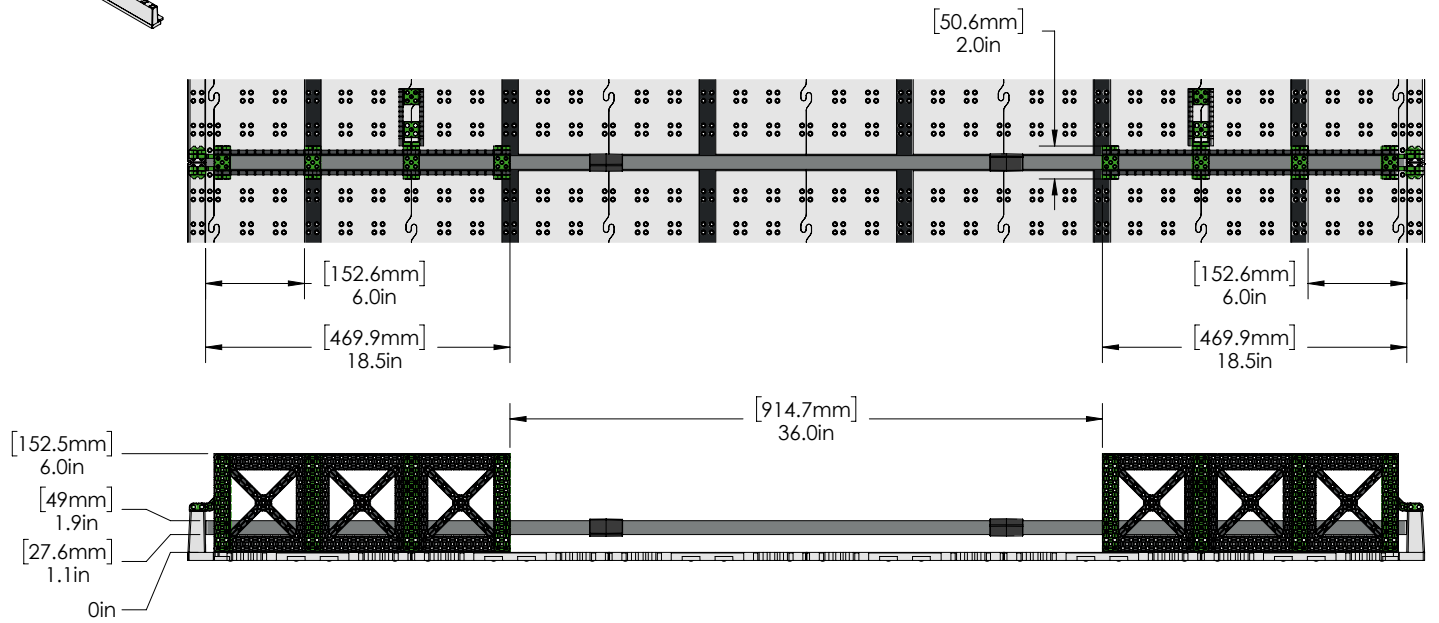 [50.6mm]
2.0in
[152.6mm]
6.0in
[152.6mm]
6.0in
[469.9mm]
18.5in
[469.9mm]
18.5in
[914.7mm]
36.0in
[152.5mm]
6.0in
[49mm]
1.9in
[27.6mm]
1.1in
0in